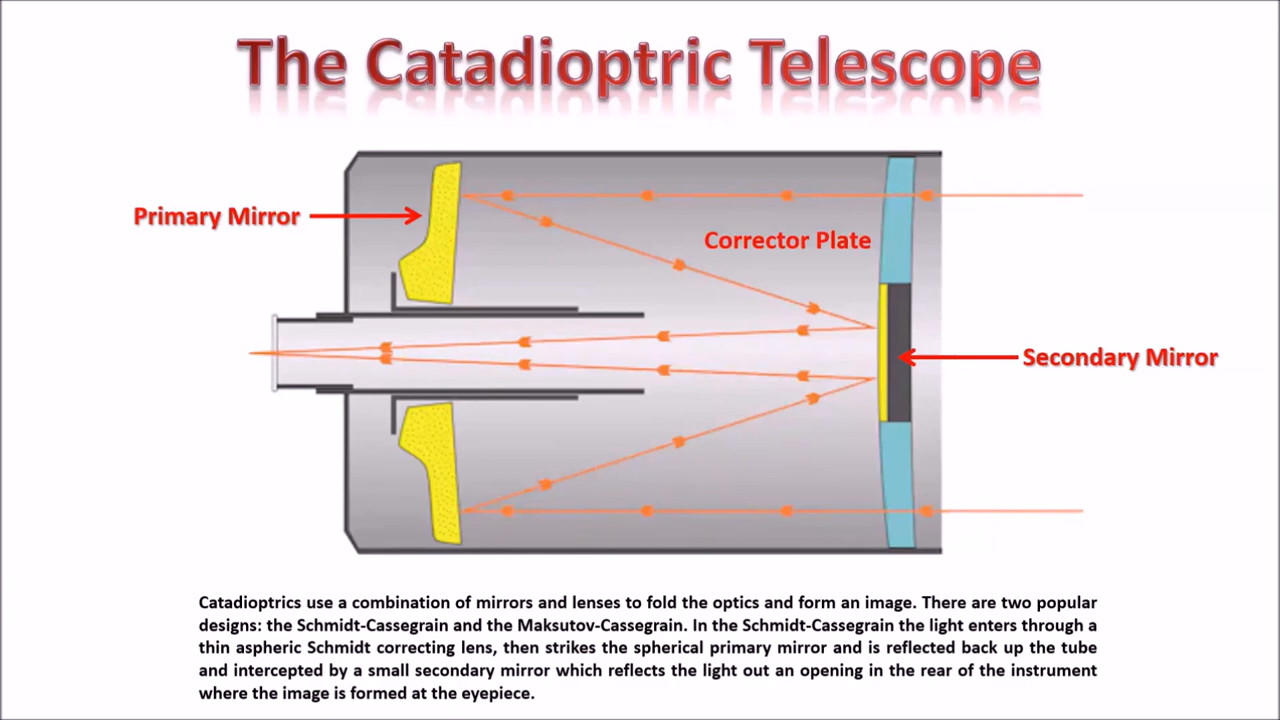 The Catadioptric Telescope
Primary Mirror
Corrector Plate
Secondary Mirror
Catadioptrics use a combination of mirrors and lenses to fold the optics and form an image. There are two popular
designs: the Schmidt-Cassegrain and the Maksutov-Cassegrain. In the Schmidt-Cassegrain the light enters through a
thin aspheric Schmidt correcting lens, then strikes the spherical primary mirror and is reflected back up the tube
and intercepted by a small secondary mirror which reflects the light out an opening in the rear of the instrument
where the image is formed at the eyepiece.